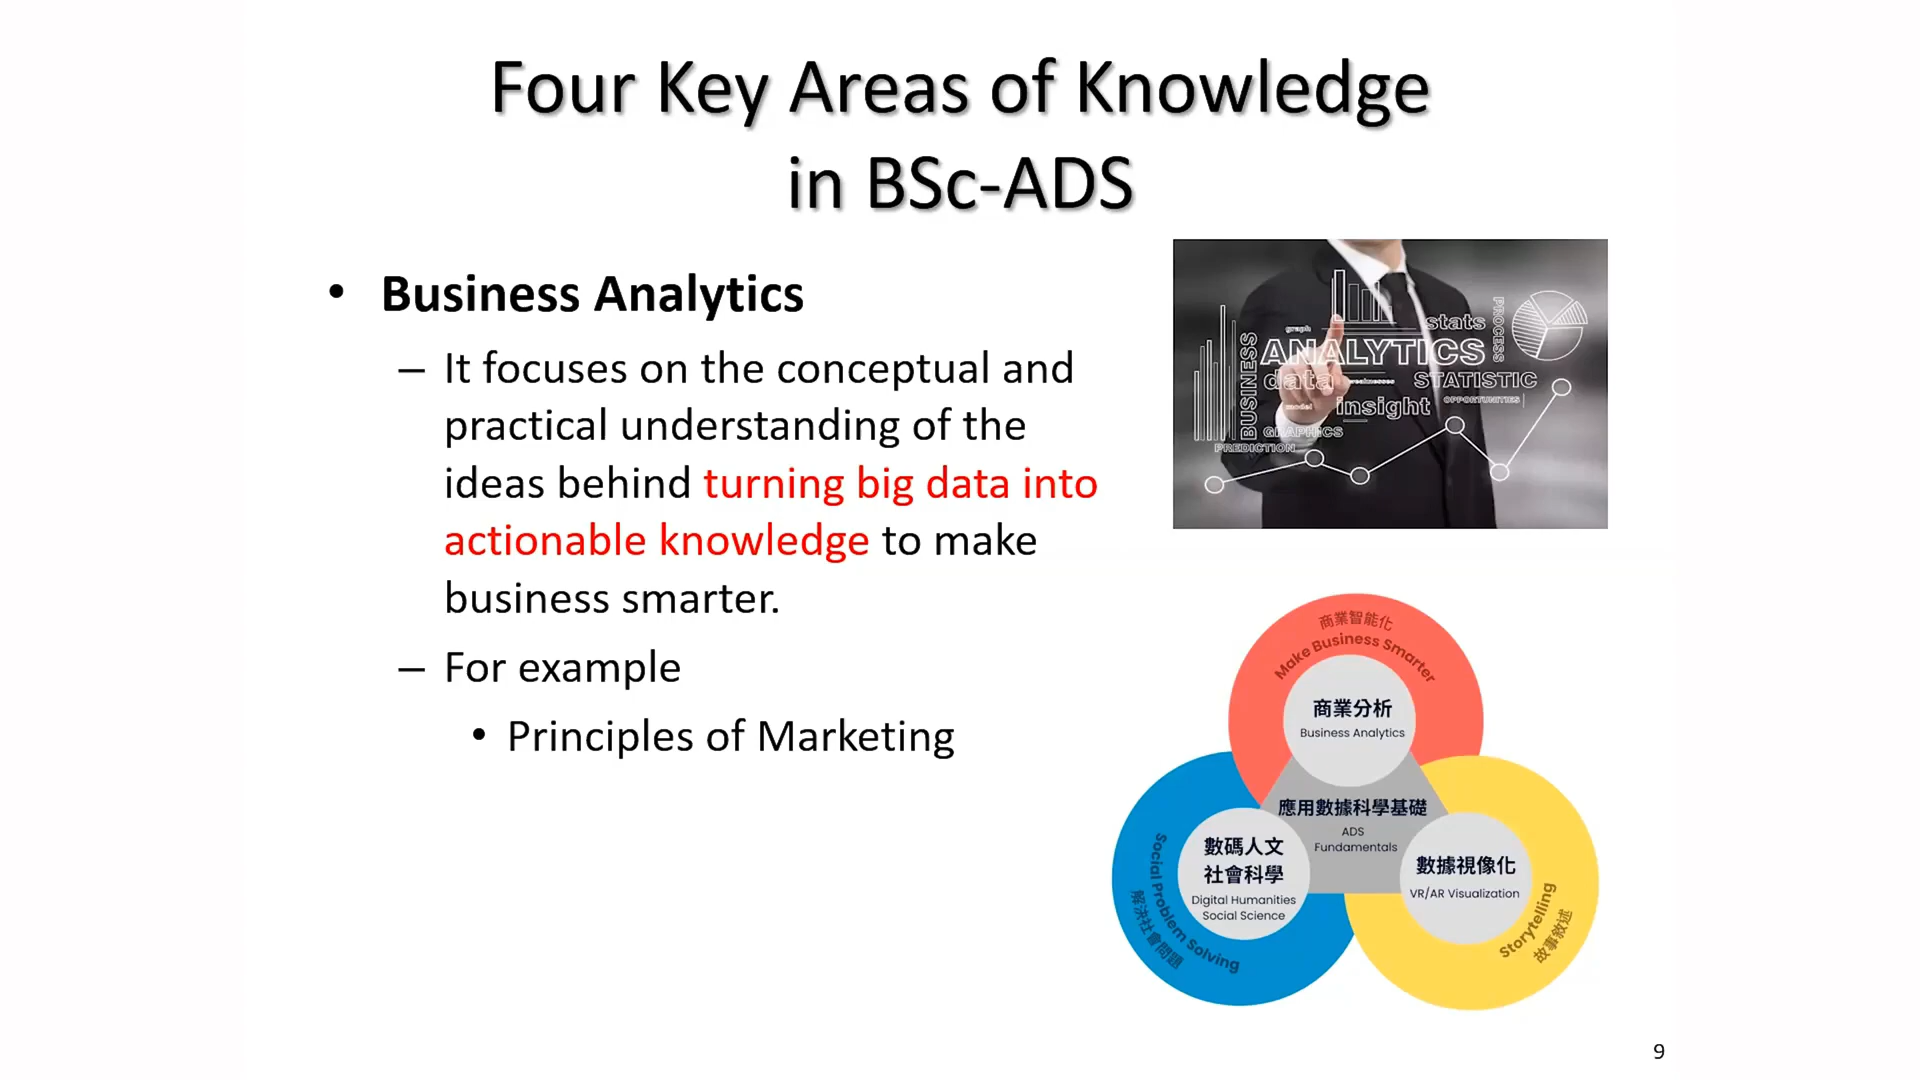 Four Key Areas of Knowledge
in BSc-ADS
• Business Analytics
– It focuses on the conceptual and
practical understanding of the
ideas behind turning big data into
actionable knowledge to make
business smarter.
– For example
• Principles of Marketing
graph
stats
PROCESS
BUSINESS
ANALYTICS
data
weaknesses
STATISTIC
model
insight
OPPORTUNITIES
GRAPHICS
PREDICTION
商業智能化
Make Business Smarter
商業分析
Business Analytics
應用數據科學基礎
ADS
Fundamentals
數碼人文
社會科學
Digital Humanities
Social Science
Social Problem Solving
解決社會問題
數據視像化
VR/AR Visualization
Storytelling
故事敘述
9